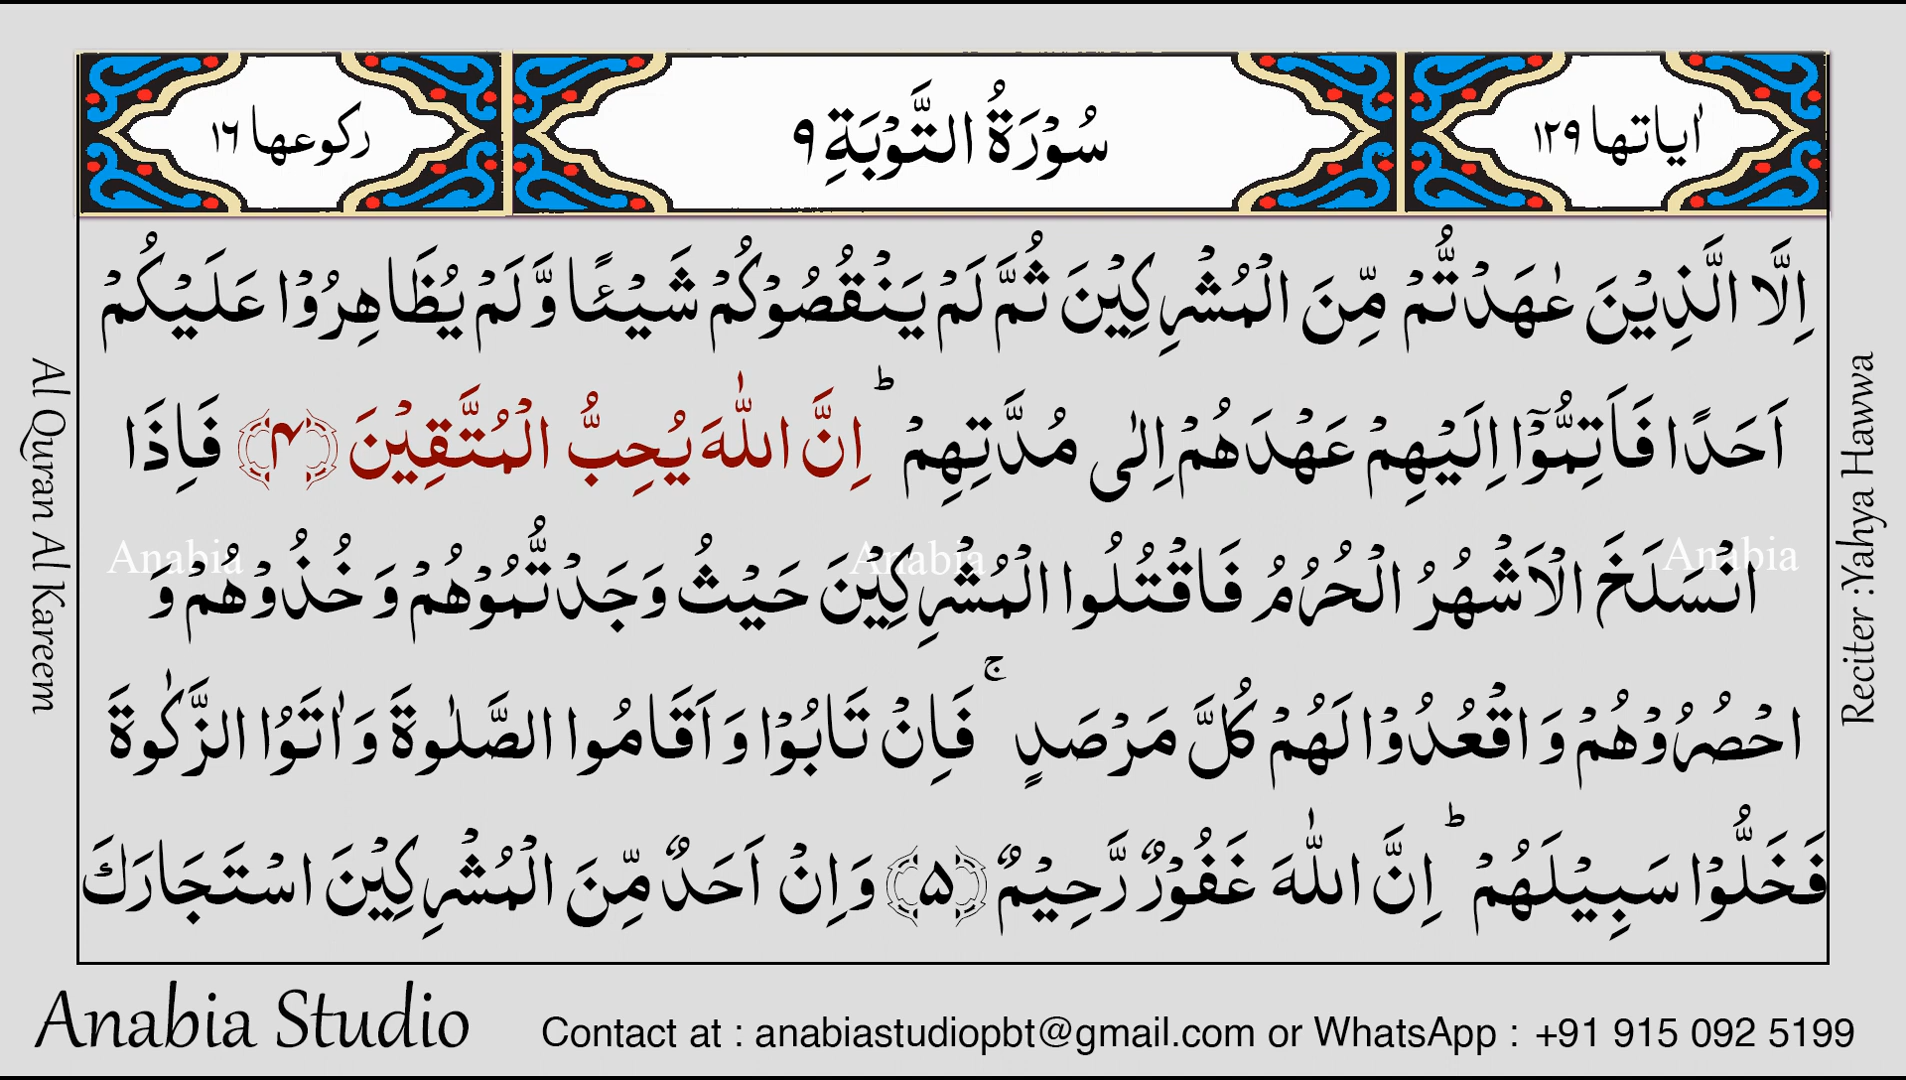 اٰیاتها ١٢٩
سُوْرَةُ التَّوْبَةِ ٩
ركوعها ١٦
اِلَّا الَّذِیْنَ عٰهَدْتُّمْ مِّنَ الْمُشْرِكِیْنَ ثُمَّ لَمْ یَنْقُصُوْكُمْ شَیْـًٔا وَّ لَمْ یُظَاهِرُوْا عَلَیْكُمْ
اَحَدًا فَاَتِمُّوْۤا اِلَیْهِمْ عَهْدَهُمْ اِلٰى مُدَّتِهِمْ ؕ اِنَّ اللّٰهَ یُحِبُّ الْمُتَّقِیْنَ ﴿۴﴾ فَاِذَا
انْسَلَخَ الْاَشْهُرُ الْحُرُمُ فَاقْتُلُوا الْمُشْرِكِیْنَ حَیْثُ وَجَدْتُّمُوْهُمْ وَ خُذُوْهُمْ وَ
احْصُرُوْهُمْ وَ اقْعُدُوْا لَهُمْ كُلَّ مَرْصَدٍ ۚ فَاِنْ تَابُوْا وَ اَقَامُوا الصَّلٰوةَ وَ اٰتَوُا الزَّكٰوةَ
فَخَلُّوْا سَبِیْلَهُمْ ؕ اِنَّ اللّٰهَ غَفُوْرٌ رَّحِیْمٌ ﴿۵﴾ وَ اِنْ اَحَدٌ مِّنَ الْمُشْرِكِیْنَ اسْتَجَارَكَ
Anabia Anabia Anabia
Al Quran Al Kareem
Reciter :Yahya Hawwa
Anabia Studio
Contact at : anabiastudiopbt@gmail.com or WhatsApp : +91 915 092 5199